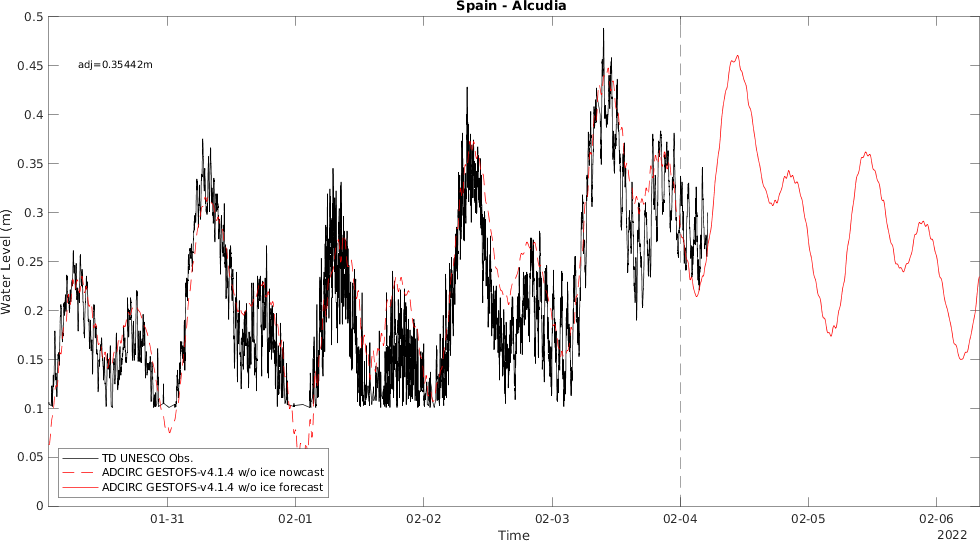 Spain - Alcudia
adj=0.35442m
0.5
0.45
0.4
0.35
0.3
0.25
0.2
0.15
0.1
0.05
0
Water Level (m)
TD UNESCO Obs.
ADCIRC GESTOFS-v4.1.4 w/o ice nowcast
ADCIRC GESTOFS-v4.1.4 w/o ice forecast
01-31 02-01 02-02 02-03 02-04 02-05 02-06
Time
2022